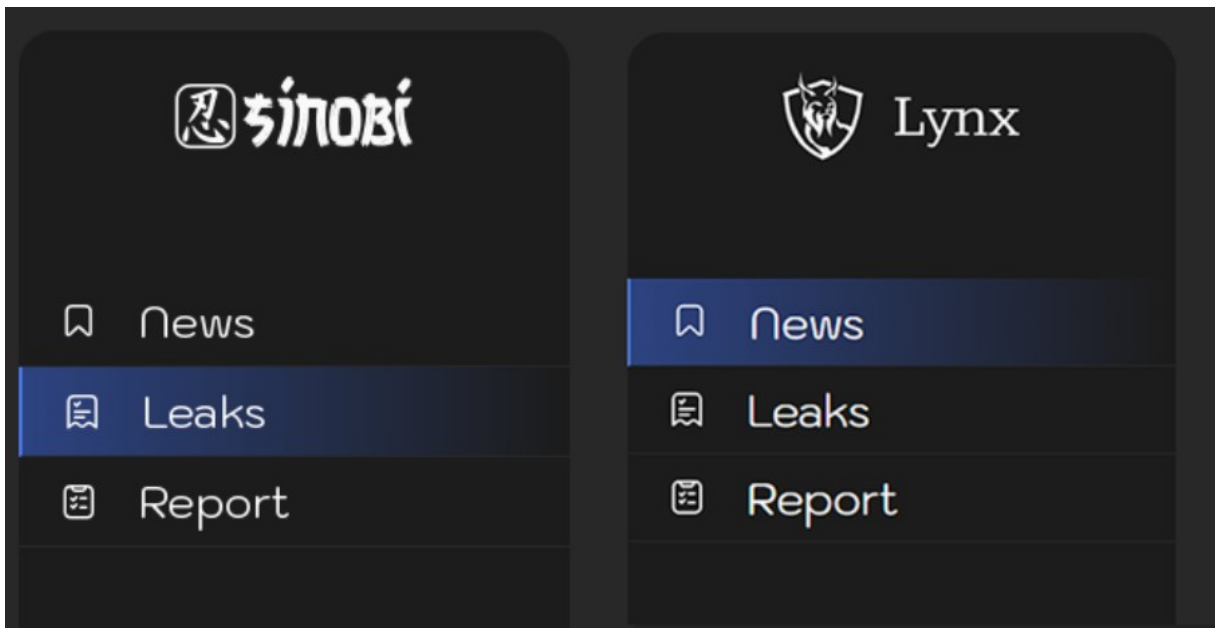 忍 sinobi
News
Leaks
Report
Lynx
News
Leaks
Report